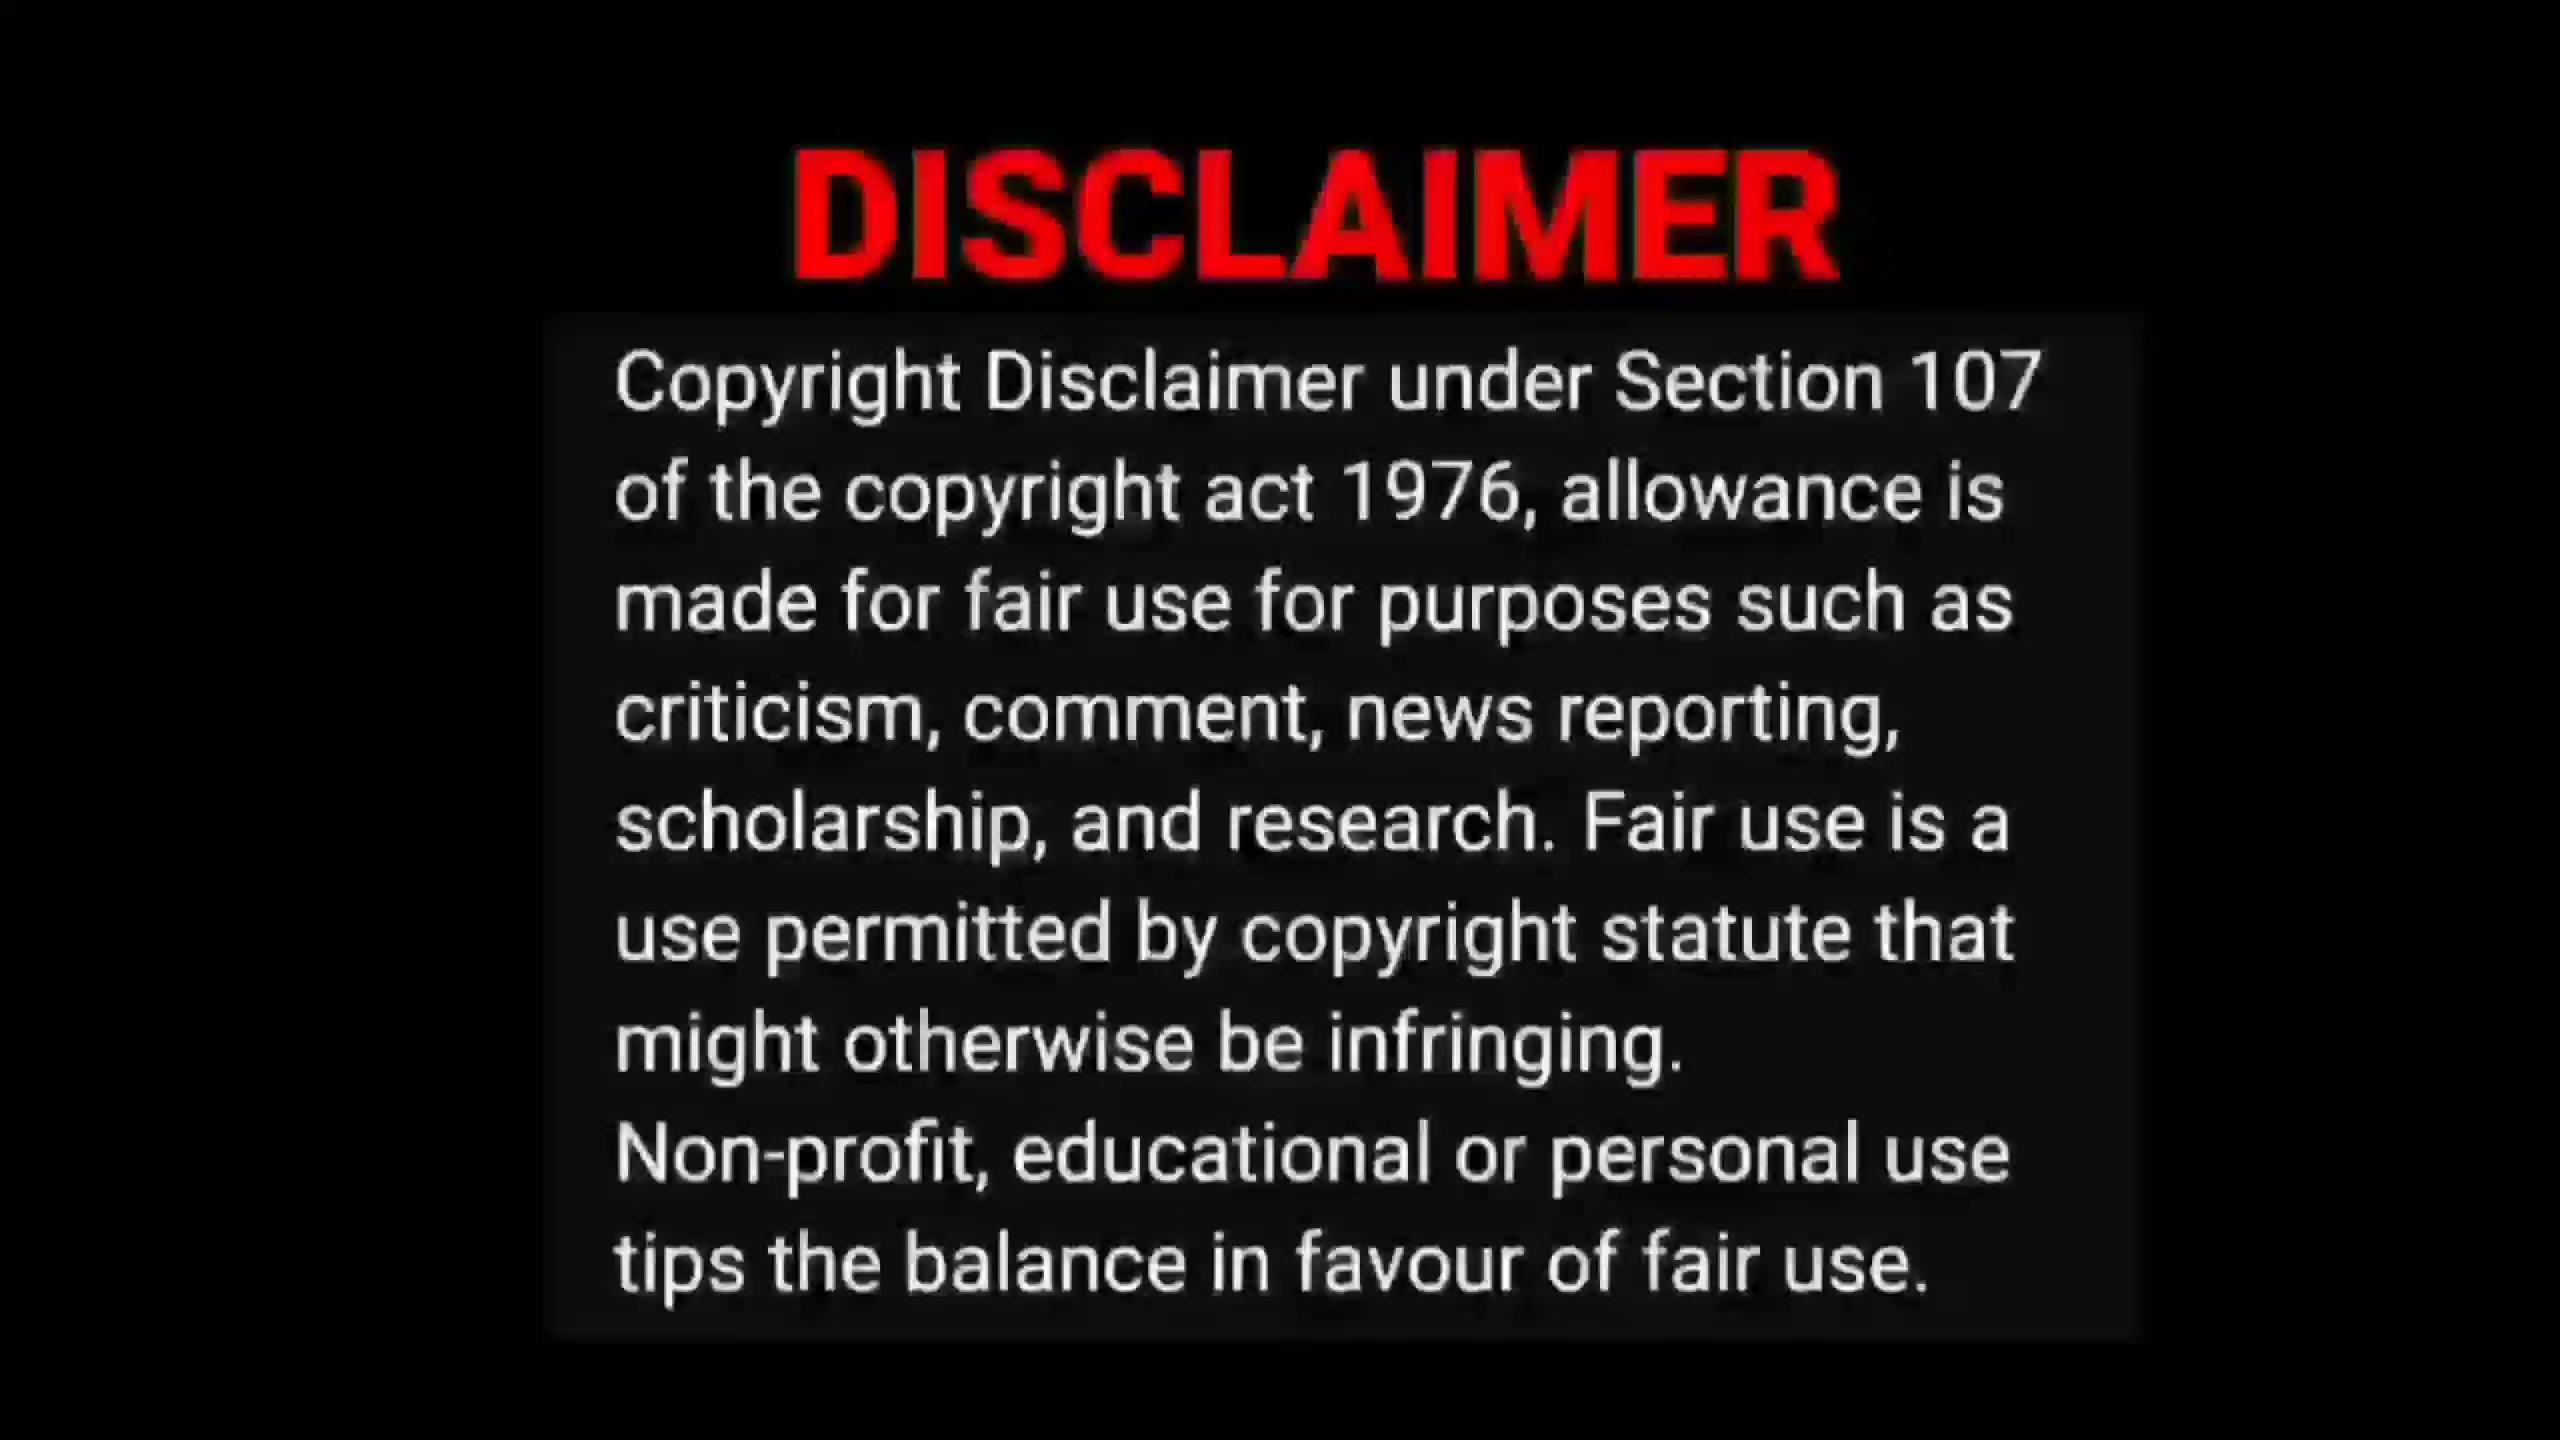 DISCLAIMER
Copyright Disclaimer under Section 107
of the copyright act 1976, allowance is
made for fair use for purposes such as
criticism, comment, news reporting,
scholarship, and research. Fair use is a
use permitted by copyright statute that
might otherwise be infringing.
Non-profit, educational or personal use
tips the balance in favour of fair use.